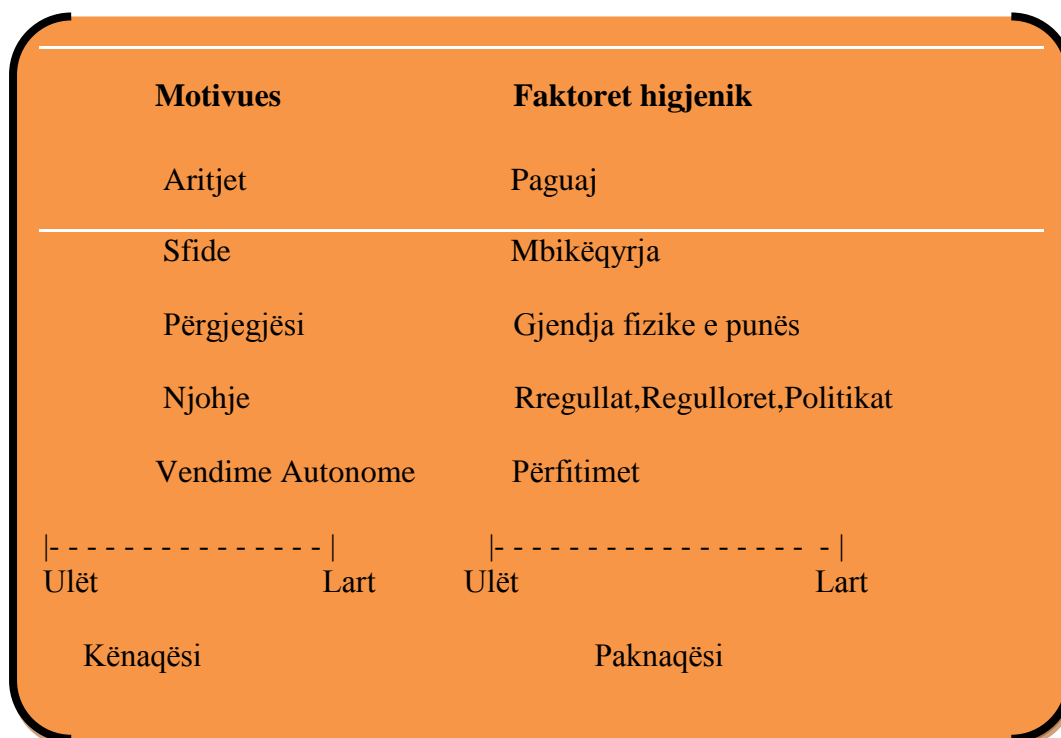 Motivues Faktoret higjenik
Aritjet Paguaj
Sfide Mbikëqyrja
Përgjegjësi Gjendja fizike e punës
Njohje Rregullat,Regulloret,Politikat
Vendime Autonome Përfitimet
|- - - - - - - - - - - - - - - | |- - - - - - - - - - - - - - - - - - |
Ulët Lart Ulët Lart
Kënaqësi Paknaqësi